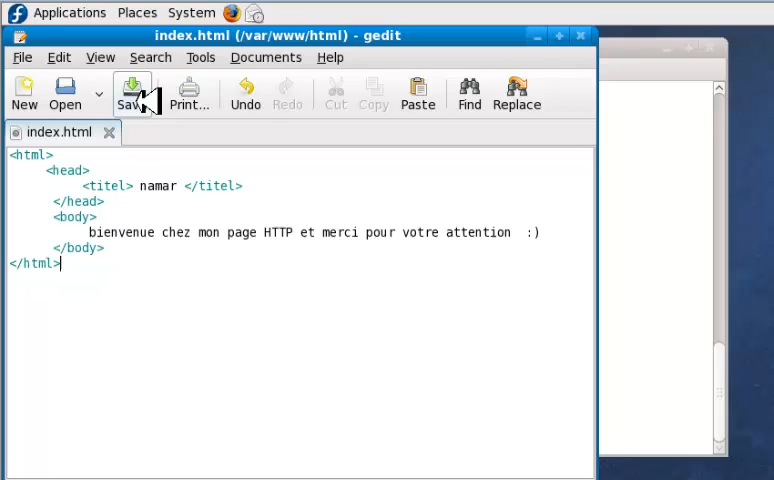 Applications Places System
index.html (/var/www/html) - gedit
File Edit View Search Tools Documents Help
New Open Save Print... Undo Redo Cut Copy Paste Find Replace
index.html
<html>
<head>
<titel> namar </titel>
</head>
<body>
bienvenue chez mon page HTTP et merci pour votre attention :)
</body>
</html>